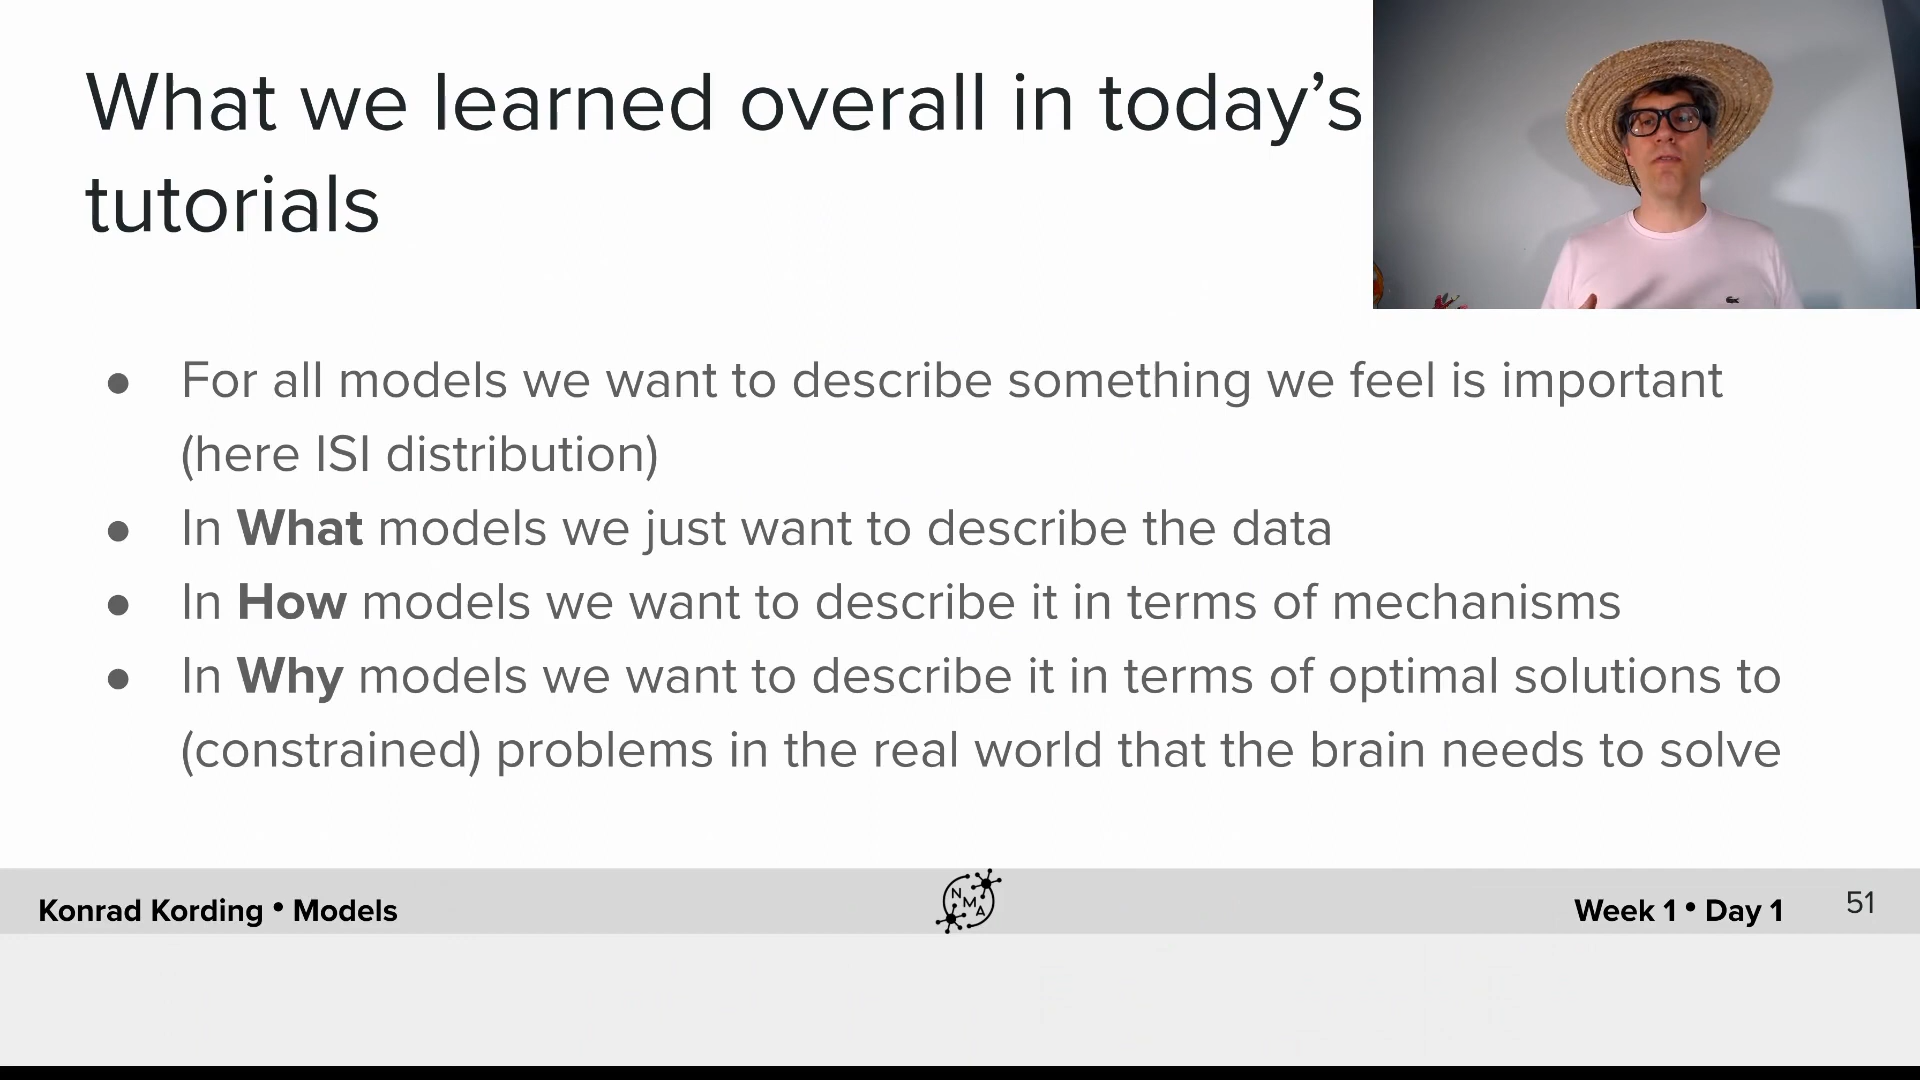 What we learned overall in today’s
tutorials
● For all models we want to describe something we feel is important
(here ISI distribution)
● In What models we just want to describe the data
● In How models we want to describe it in terms of mechanisms
● In Why models we want to describe it in terms of optimal solutions to
(constrained) problems in the real world that the brain needs to solve
Konrad Kording • Models
NMA
Week 1 • Day 1
51